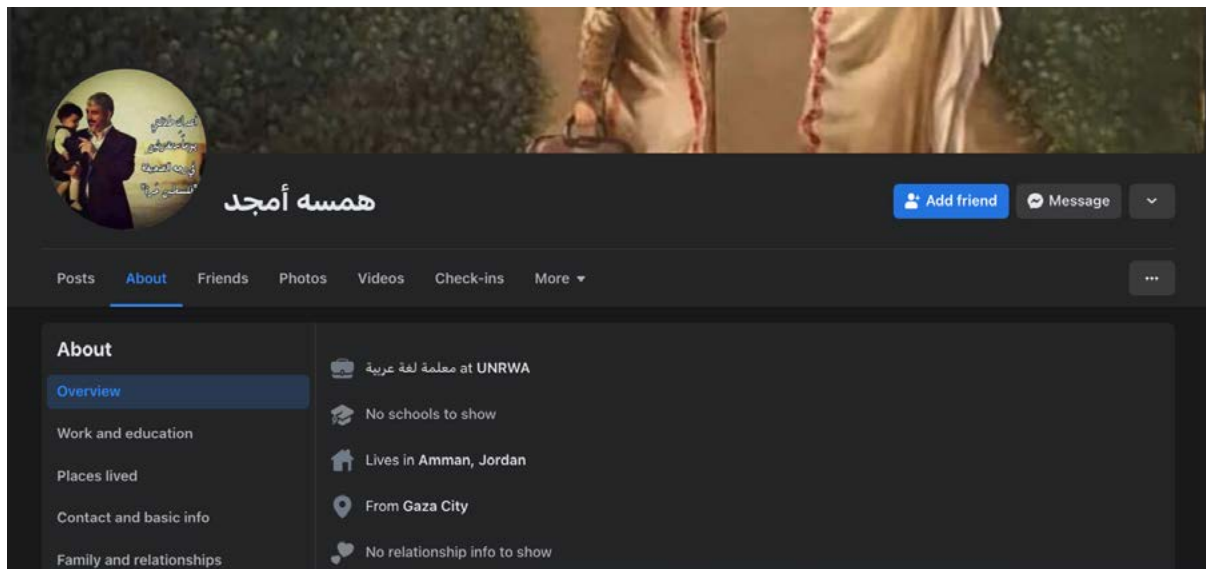 همسه أمجد
Add friend
Message
Posts
About
Friends
Photos
Videos
Check-ins
More
About
Overview
Work and education
Places lived
Contact and basic info
Family and relationships
معلمة لغة عربية at UNRWA
No schools to show
Lives in Amman, Jordan
From Gaza City
No relationship info to show